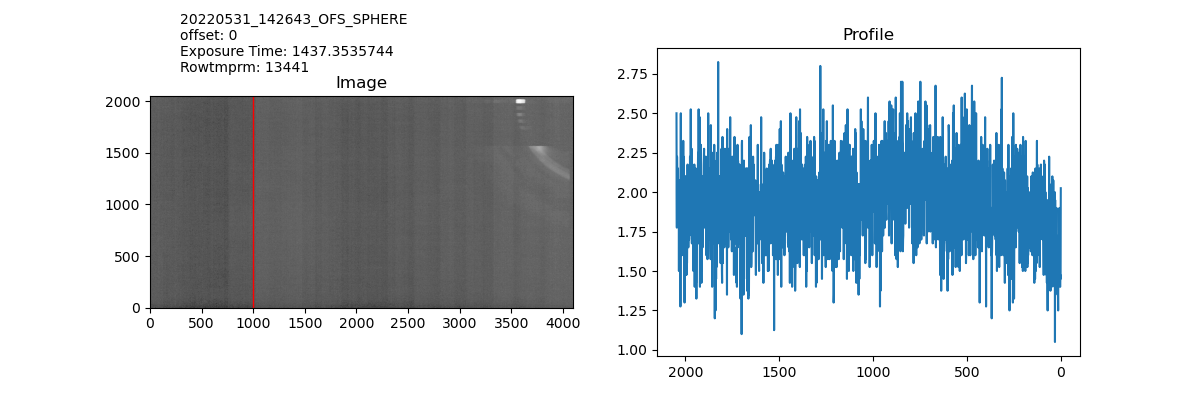 20220531_142643_OFS_SPHERE
offset: 0
Exposure Time: 1437.3535744
Rowtmprm: 13441
Image
2000
1500
1000
500
0
0 500 1000 1500 2000 2500 3000 3500 4000
Profile
2.75
2.50
2.25
2.00
1.75
1.50
1.25
1.00
2000 1500 1000 500 0